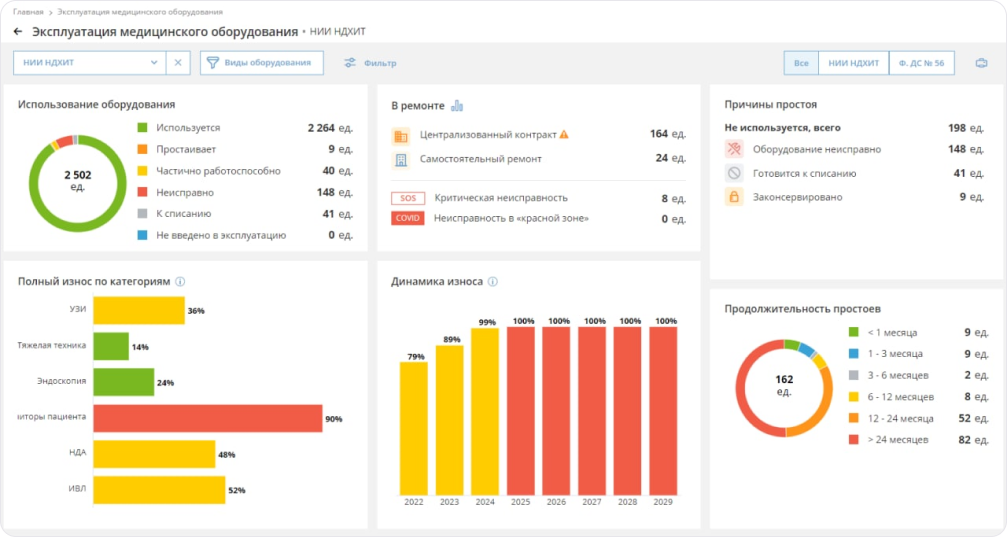 Главная > Эксплуатация медицинского оборудования
← Эксплуатация медицинского оборудования • НИИ НДХИТ
НИИ НДХИТ
Виды оборудования
Фильтр
Все НИИ НДХИТ Ф. ДС № 56
Использование оборудования
2 502 ед.
Используется 2 264 ед.
Простаивает 9 ед.
Частично работоспособно 40 ед.
Неисправно 148 ед.
К списанию 41 ед.
Не введено в эксплуатацию 0 ед.
В ремонте
Централизованный контракт 164 ед.
Самостоятельный ремонт 24 ед.
SOS Критическая неисправность 8 ед.
COVID Неисправность в «красной зоне» 0 ед.
Причины простоя
Не используется, всего 198 ед.
Оборудование неисправно 148 ед.
Готовится к списанию 41 ед.
Законсервировано 9 ед.
Полный износ по категориям
УЗИ 36%
Тяжелая техника 14%
Эндоскопия 24%
ниторы пациента 90%
НДА 48%
ИВЛ 52%
Динамика износа
79% 89% 99% 100% 100% 100% 100% 100%
2022 2023 2024 2025 2026 2027 2028 2029
Продолжительность простоев
162 ед.
< 1 месяца 9 ед.
1 - 3 месяца 9 ед.
3 - 6 месяцев 2 ед.
6 - 12 месяцев 8 ед.
12 - 24 месяца 52 ед.
> 24 месяцев 82 ед.